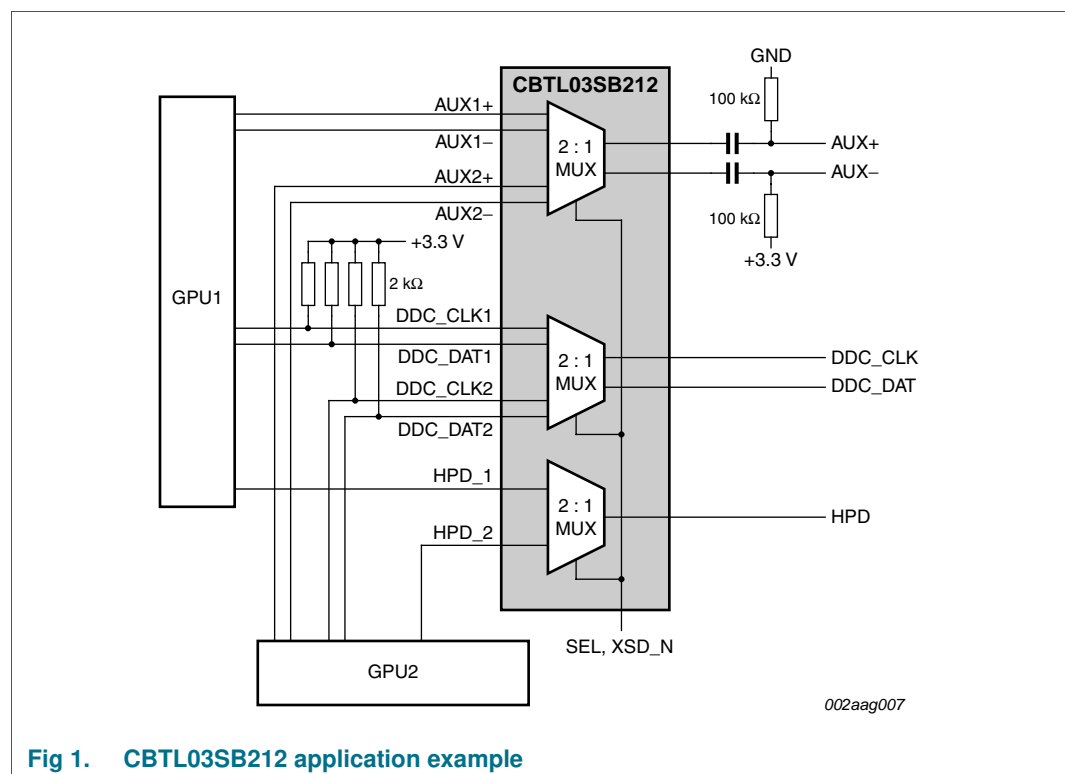 GND
CBTL03SB212
100 kΩ
AUX1+
AUX+
2 : 1
MUX
AUX1−
AUX−
AUX2+
AUX2−
100 kΩ
+3.3 V
+3.3 V
GPU1
2 kΩ
DDC_CLK1
DDC_CLK
2 : 1
MUX
DDC_DAT1
DDC_DAT
DDC_CLK2
DDC_DAT2
HPD_1
2 : 1
MUX
HPD
HPD_2
SEL, XSD_N
GPU2
002aag007
Fig 1. CBTL03SB212 application example